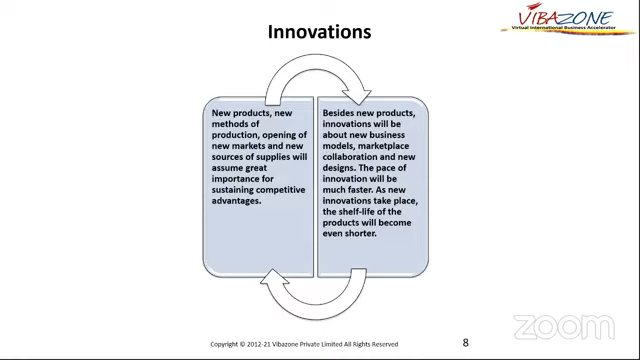 VIBAZONE
Virtual International Business Accelerator
Innovations
New products, new
methods of
production, opening of
new markets and new
sources of supplies will
assume great
importance for
sustaining competitive
advantages.
Besides new products,
innovations will be
about new business
models, marketplace
collaboration and new
designs. The pace of
innovation will be
much faster. As new
innovations take place,
the shelf-life of the
products will become
even shorter.
Copyright © 2012-21 Vibazone Private Limited All Rights Reserved
8
zoom